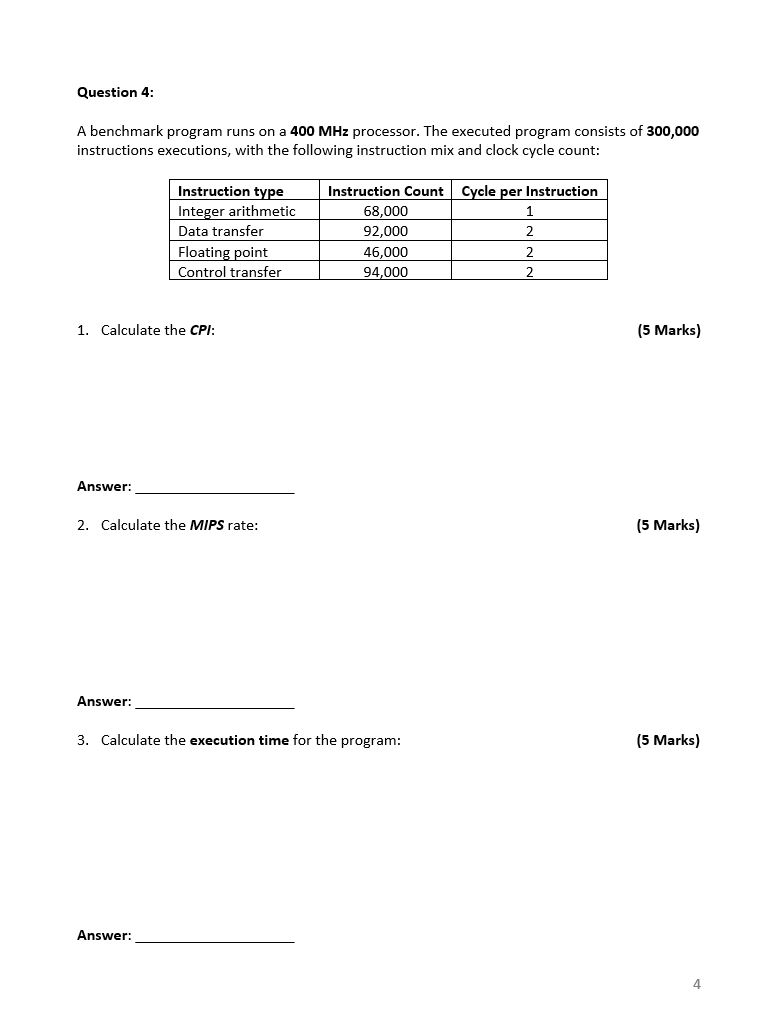 Question 4:
A benchmark program runs on a 400 MHz processor. The executed program consists of 300,000
instructions executions, with the following instruction mix and clock cycle count:
Instruction type Instruction Count Cycle per Instruction
Integer arithmetic 68,000 1
Data transfer 92,000 2
Floating point 46,000 2
Control transfer 94,000 2
1. Calculate the CPI: (5 Marks)
Answer: ____________________
2. Calculate the MIPS rate: (5 Marks)
Answer: ____________________
3. Calculate the execution time for the program: (5 Marks)
Answer: ____________________
4